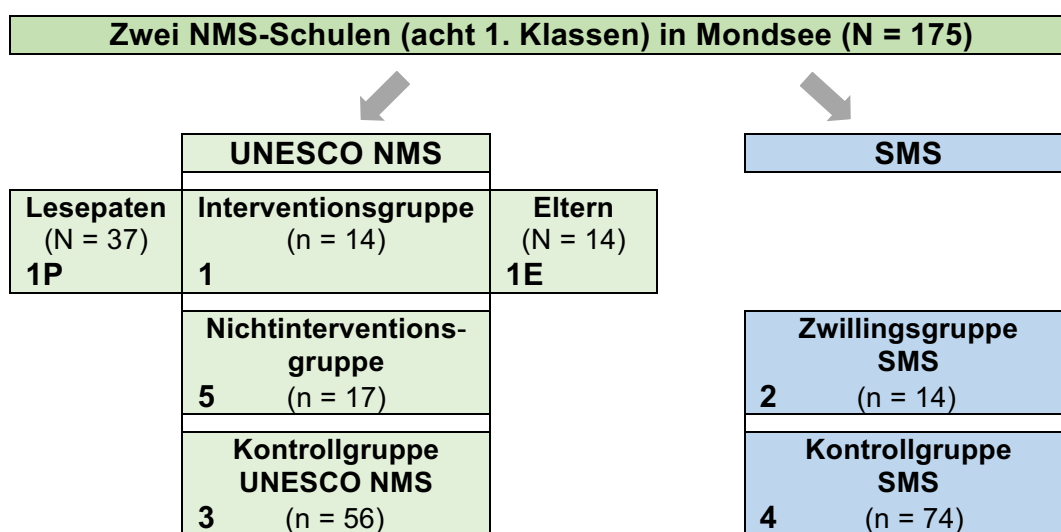 Zwei NMS-Schulen (acht 1. Klassen) in Mondsee (N = 175)
UNESCO NMS
SMS
Lesepaten
(N = 37)
1P
Interventionsgruppe
(n = 14)
1
Eltern
(N = 14)
1E
Nichtinterventions-
gruppe
5 (n = 17)
Zwillingsgruppe
SMS
2 (n = 14)
Kontrollgruppe
UNESCO NMS
3 (n = 56)
Kontrollgruppe
SMS
4 (n = 74)